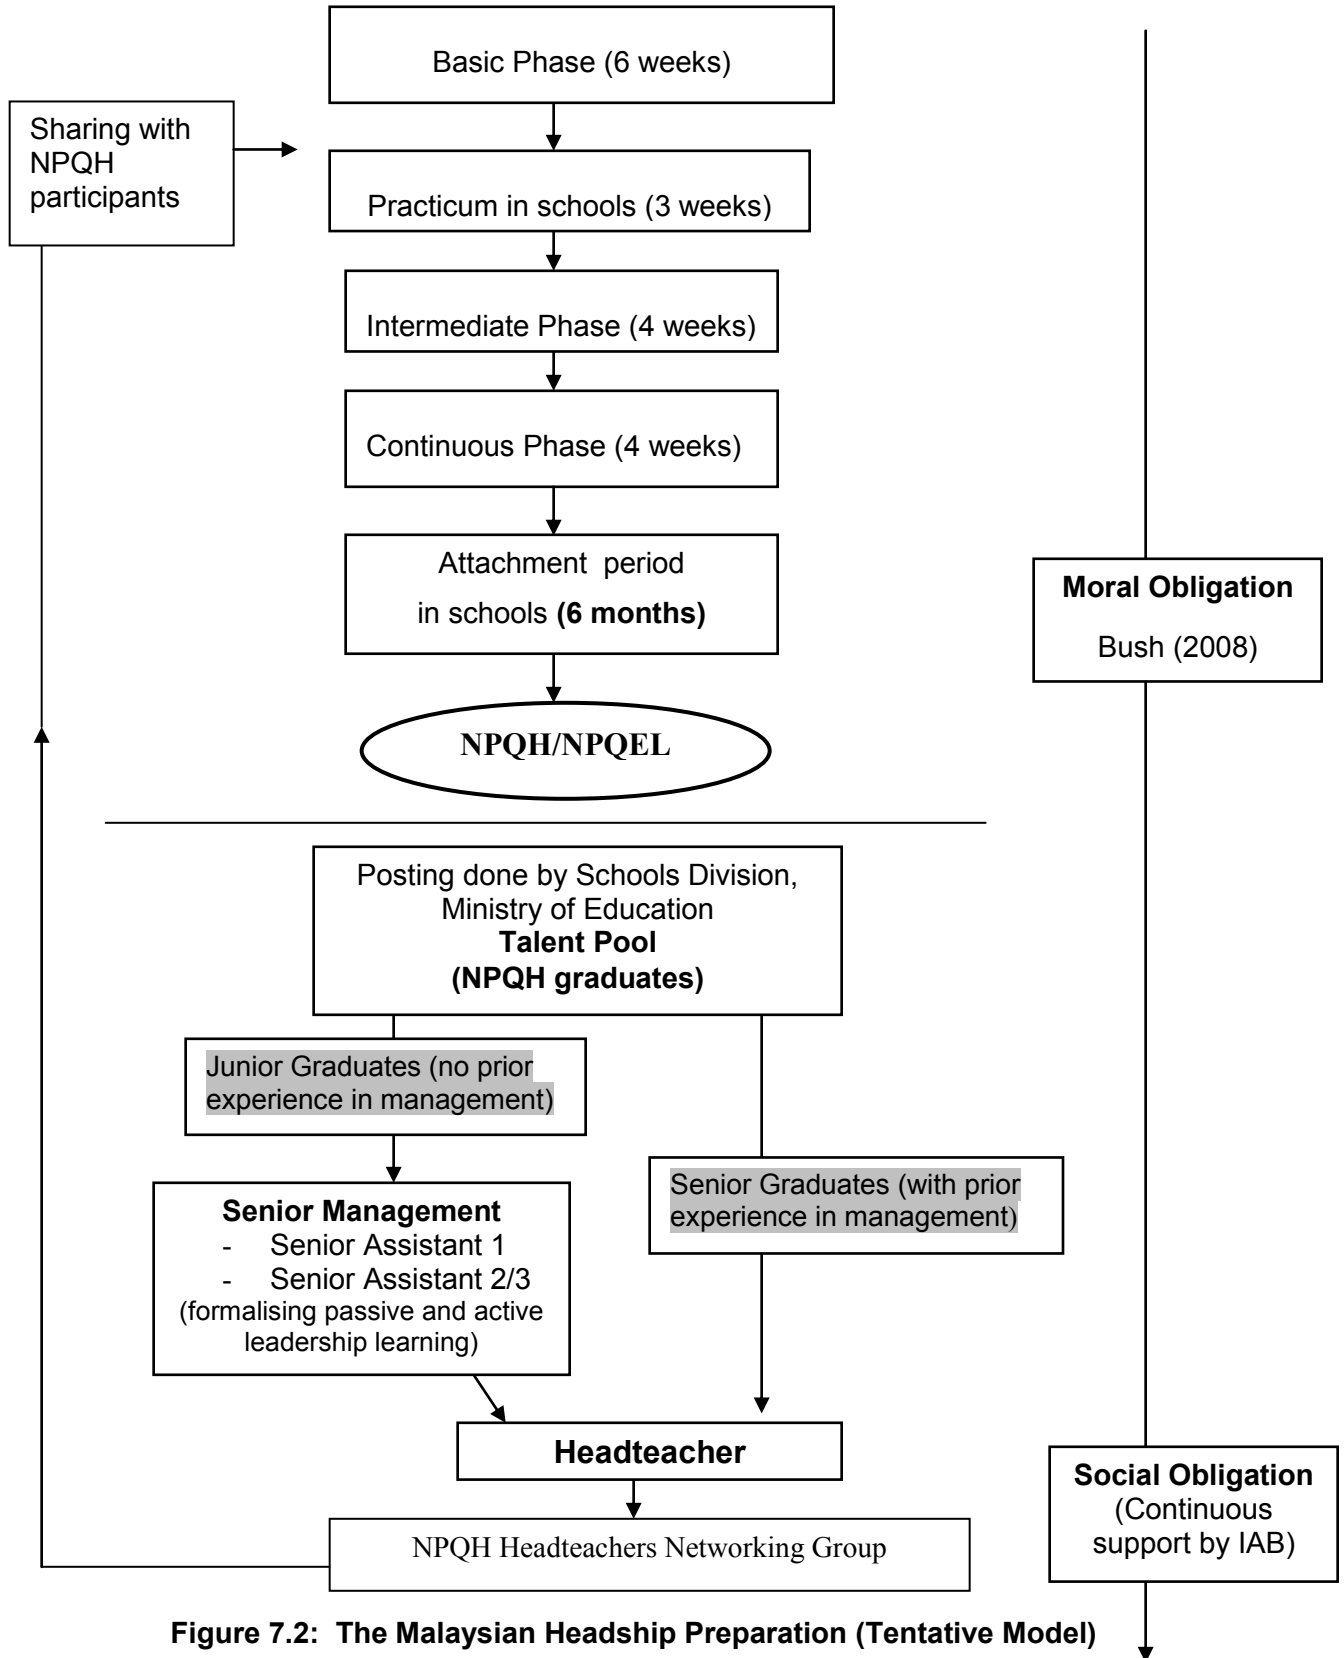 Basic Phase (6 weeks)
Sharing with
NPQH
participants
Practicum in schools (3 weeks)
Intermediate Phase (4 weeks)
Continuous Phase (4 weeks)
Attachment period
in schools (6 months)
Moral Obligation
Bush (2008)
NPQH/NPQEL
Posting done by Schools Division,
Ministry of Education
Talent Pool
(NPQH graduates)
Junior Graduates (no prior
experience in management)
Senior Graduates (with prior
experience in management)
Senior Management
- Senior Assistant 1
- Senior Assistant 2/3
(formalising passive and active
leadership learning)
Headteacher
Social Obligation
(Continuous
support by IAB)
NPQH Headteachers Networking Group
Figure 7.2: The Malaysian Headship Preparation (Tentative Model)